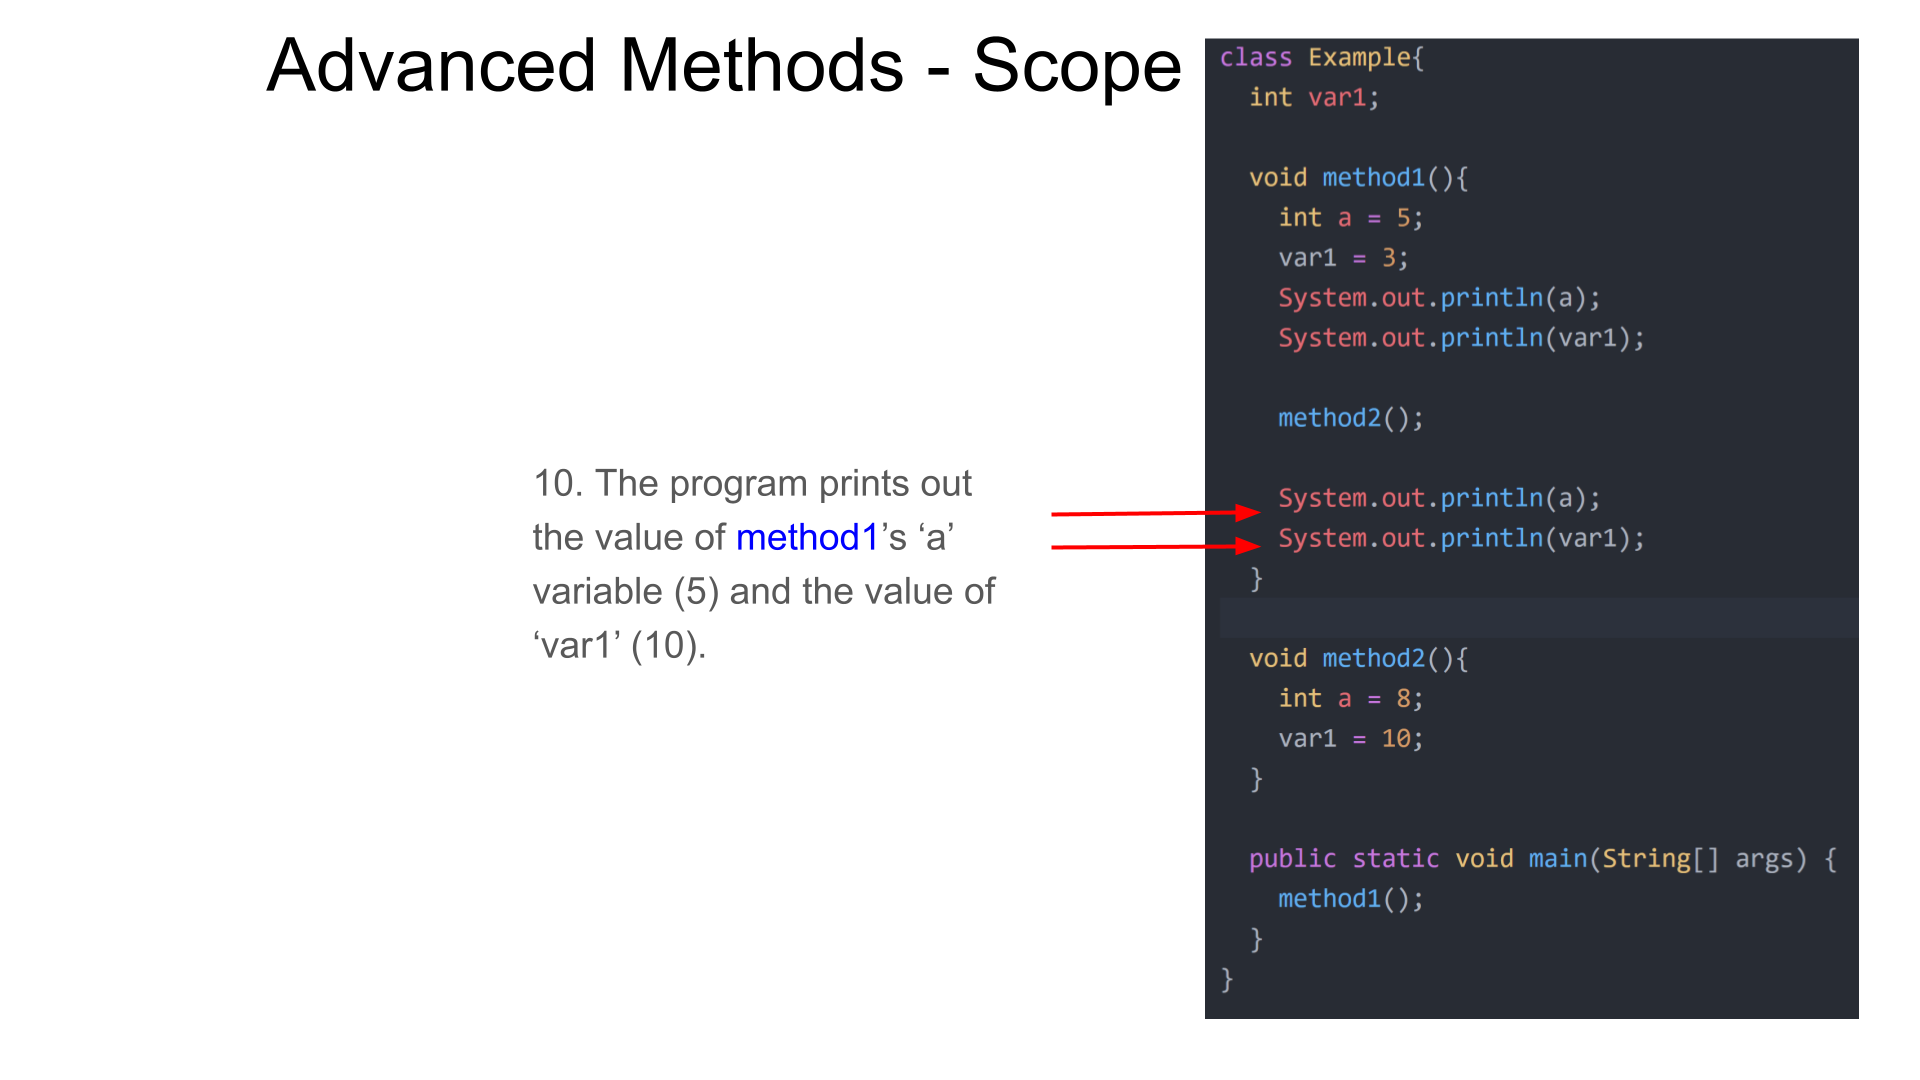 Advanced Methods - Scope
10. The program prints out
the value of method1’s ‘a’
variable (5) and the value of
‘var1’ (10).
class Example{
int var1;
void method1(){
int a = 5;
var1 = 3;
System.out.println(a);
System.out.println(var1);
method2();
System.out.println(a);
System.out.println(var1);
}
void method2(){
int a = 8;
var1 = 10;
}
public static void main(String[] args) {
method1();
}
}